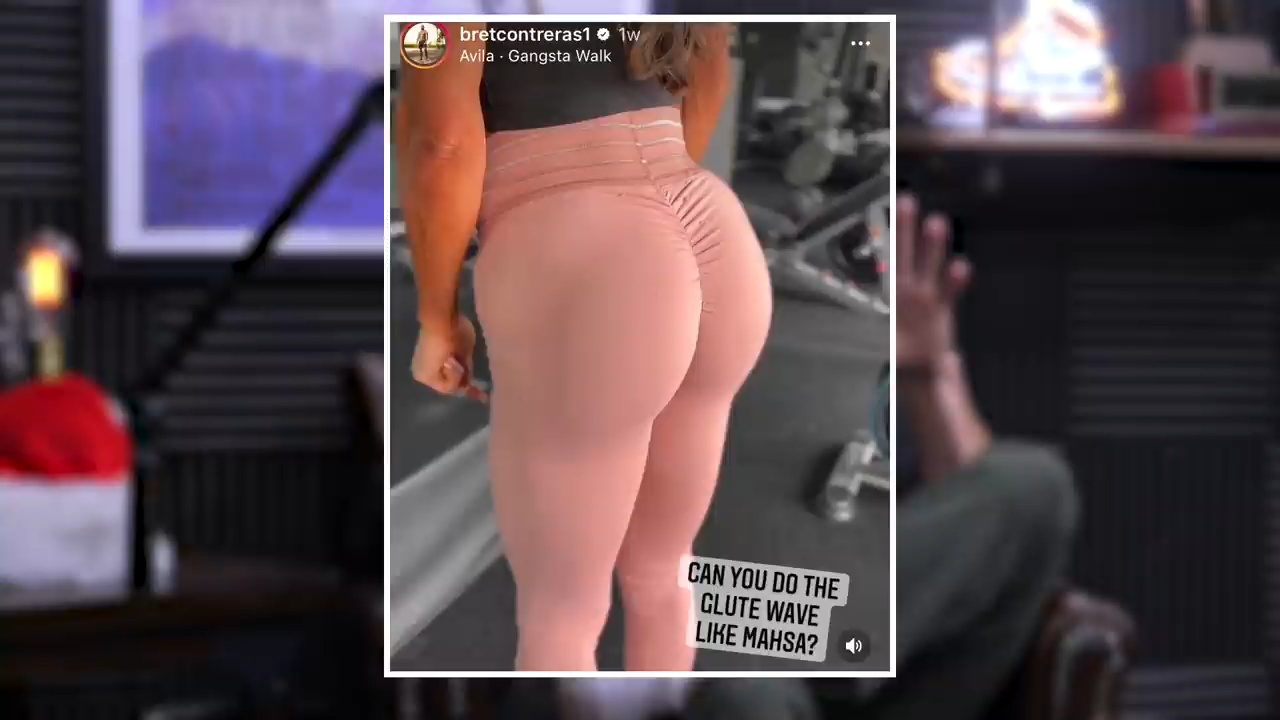 bretcontreras1 1w
Avila · Gangsta Walk
CAN YOU DO THE
GLUTE WAVE
LIKE MAHSA?